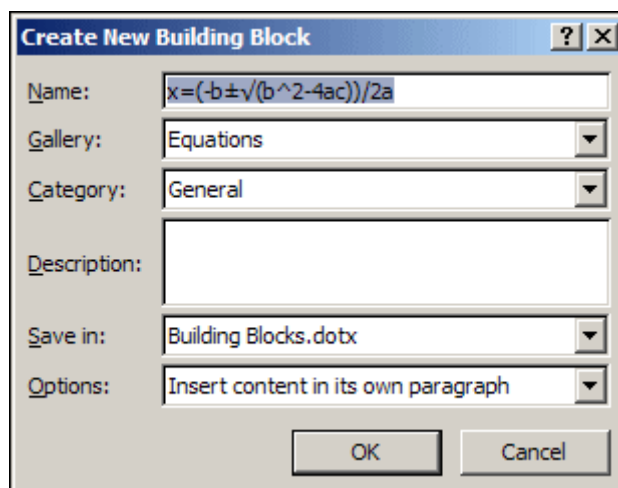 Create New Building Block
Name: x=(-b±√(b^2-4ac))/2a
Gallery: Equations
Category: General
Description:
Save in: Building Blocks.dotx
Options: Insert content in its own paragraph
OK Cancel